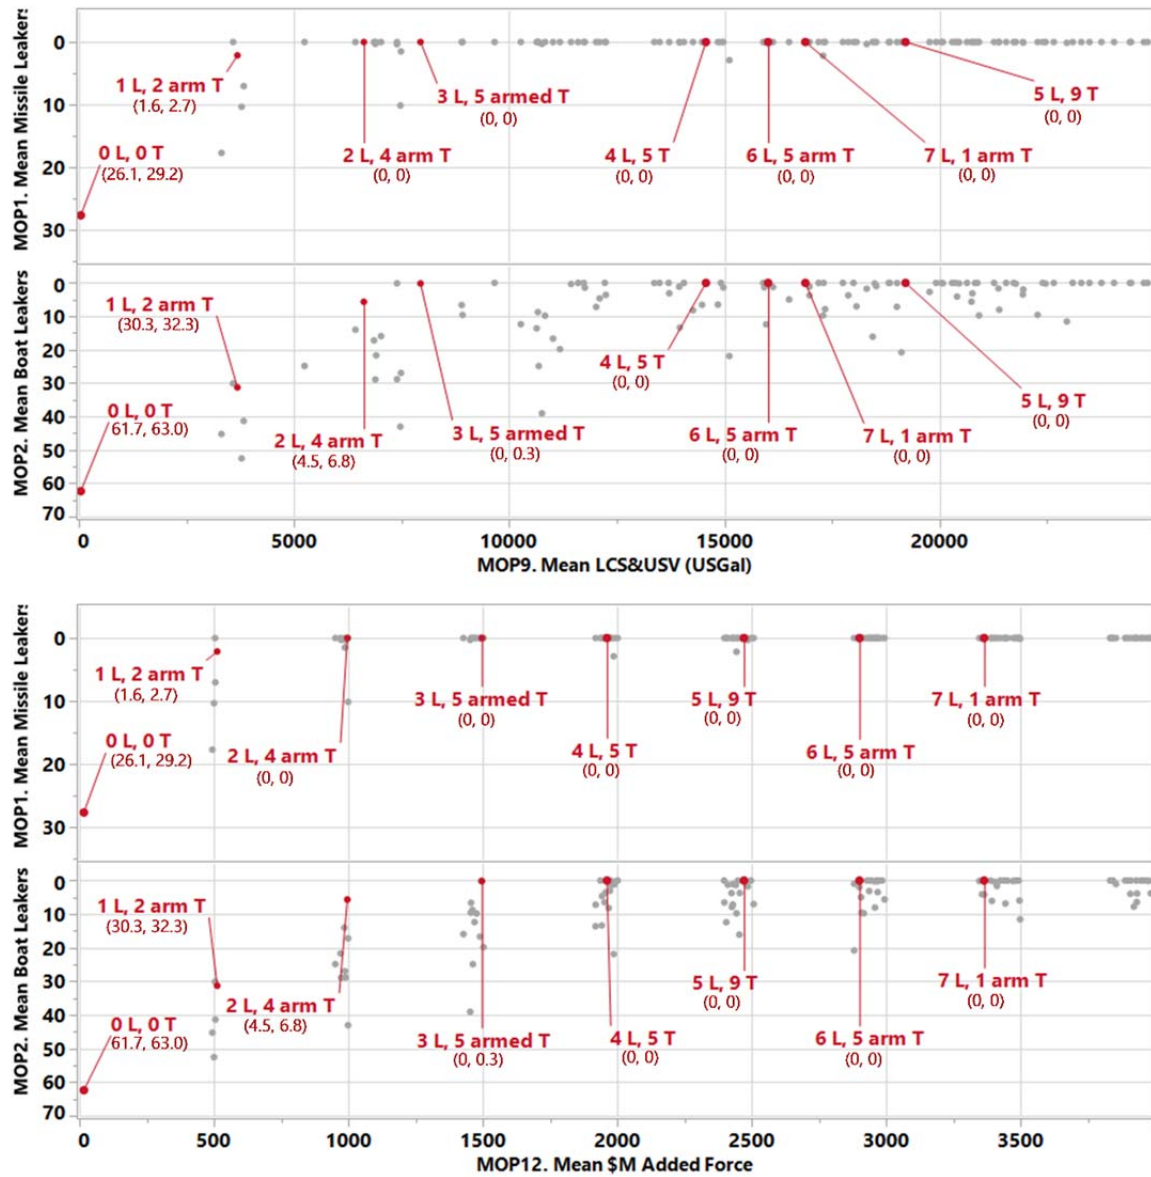 MOP1. Mean Missile Leakers
0
10
20
30
1 L, 2 arm T
(1.6, 2.7)
0 L, 0 T
(26.1, 29.2)
3 L, 5 armed T
(0, 0)
2 L, 4 arm T
(0, 0)
4 L, 5 T
(0, 0)
6 L, 5 arm T
(0, 0)
7 L, 1 arm T
(0, 0)
5 L, 9 T
(0, 0)
MOP2. Mean Boat Leakers
0
10
20
30
40
50
60
70
1 L, 2 arm T
(30.3, 32.3)
0 L, 0 T
61.7, 63.0)
2 L, 4 arm T
(4.5, 6.8)
3 L, 5 armed T
(0, 0.3)
4 L, 5 T
(0, 0)
6 L, 5 arm T
(0, 0)
7 L, 1 arm T
(0, 0)
5 L, 9 T
(0, 0)
0 5000 10000 15000 20000
MOP9. Mean LCS&USV (USGal)
MOP1. Mean Missile Leakers
0
10
20
30
1 L, 2 arm T
(1.6, 2.7)
0 L, 0 T
(26.1, 29.2)
2 L, 4 arm T
(0, 0)
3 L, 5 armed T
(0, 0)
4 L, 5 T
(0, 0)
5 L, 9 T
(0, 0)
6 L, 5 arm T
(0, 0)
7 L, 1 arm T
(0, 0)
MOP2. Mean Boat Leakers
0
10
20
30
40
50
60
70
1 L, 2 arm T
(30.3, 32.3)
0 L, 0 T
61.7, 63.0)
2 L, 4 arm T
(4.5, 6.8)
3 L, 5 armed T
(0, 0.3)
4 L, 5 T
(0, 0)
5 L, 9 T
(0, 0)
6 L, 5 arm T
(0, 0)
7 L, 1 arm T
(0, 0)
0 500 1000 1500 2000 2500 3000 3500
MOP12. Mean $M Added Force